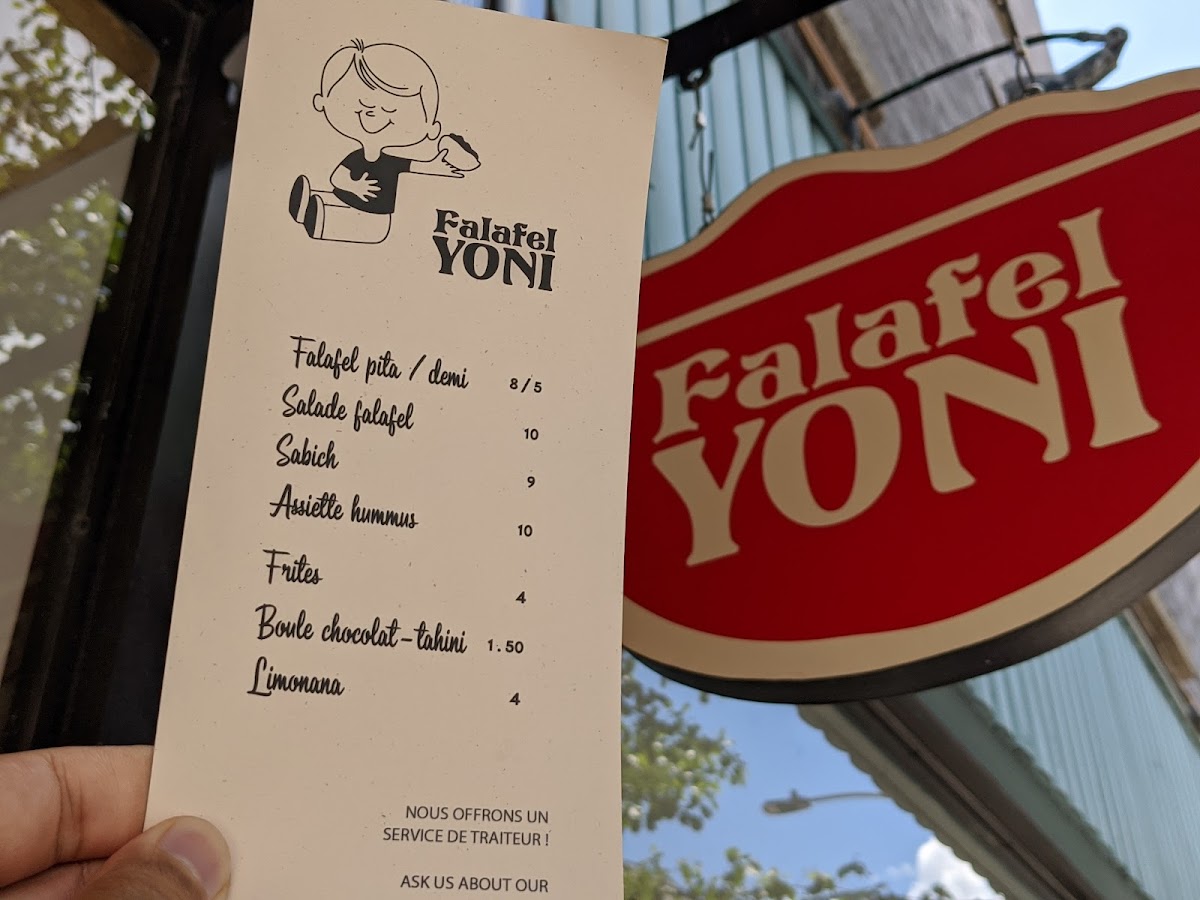 Falafel
YONI
Falafel pita / demi 8/5
Salade falafel 10
Sabich 9
Assiette hummus 10
Frites 4
Boule chocolat-tahini 1.50
Limonana 4
NOUS OFFRONS UN
SERVICE DE TRAITEUR !
ASK US ABOUT OUR
Falafel
YONI